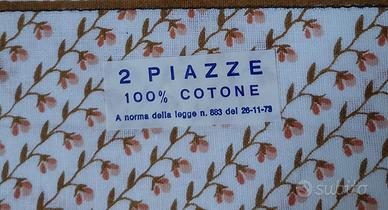 2 PIAZZE
100% COTONE
A norma della legge n. 883 del 26-11-73
subito